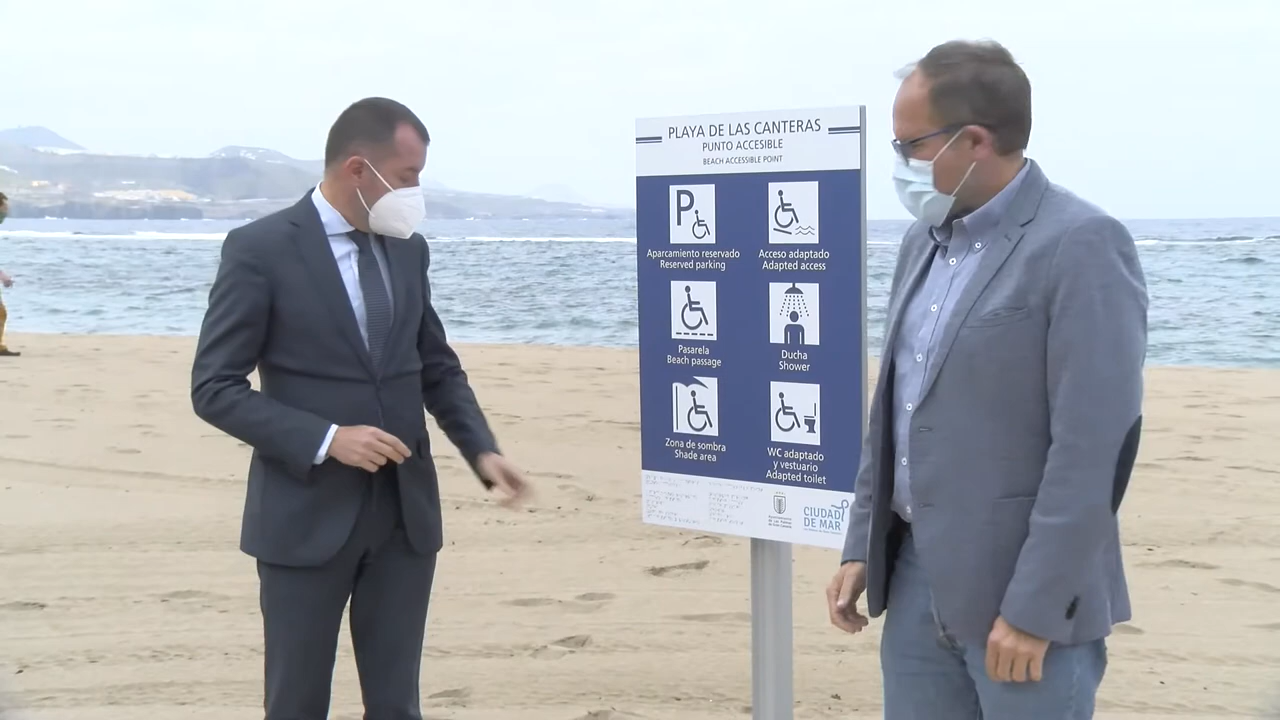 PLAYA DE LAS CANTERAS
PUNTO ACCESIBLE
BEACH ACCESSIBLE POINT
P
Aparcamiento reservado
Reserved parking
Acceso adaptado
Adapted access
Pasarela
Beach passage
Ducha
Shower
Zona de sombra
Shade area
WC adaptado
y vestuario
Adapted toilet
CIUDAD
DE MAR